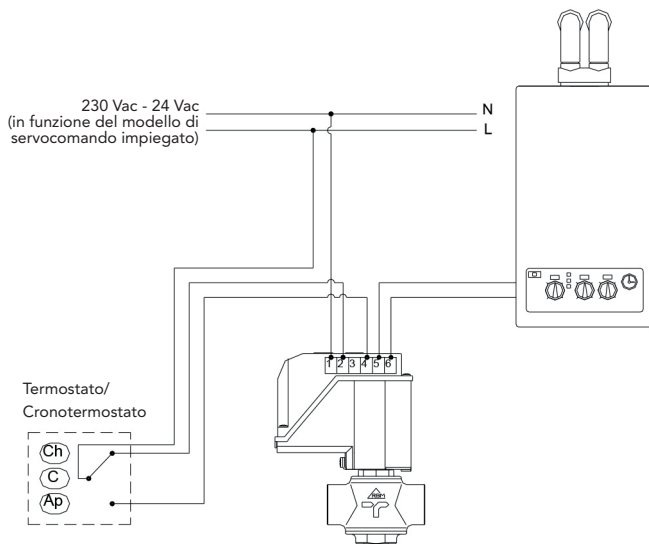 230 Vac - 24 Vac
(in funzione del modello di
servocomando impiegato)
N
L
1 2 3 4 5 6
Termostato/
Cronotermostato
Ch
C
Ap